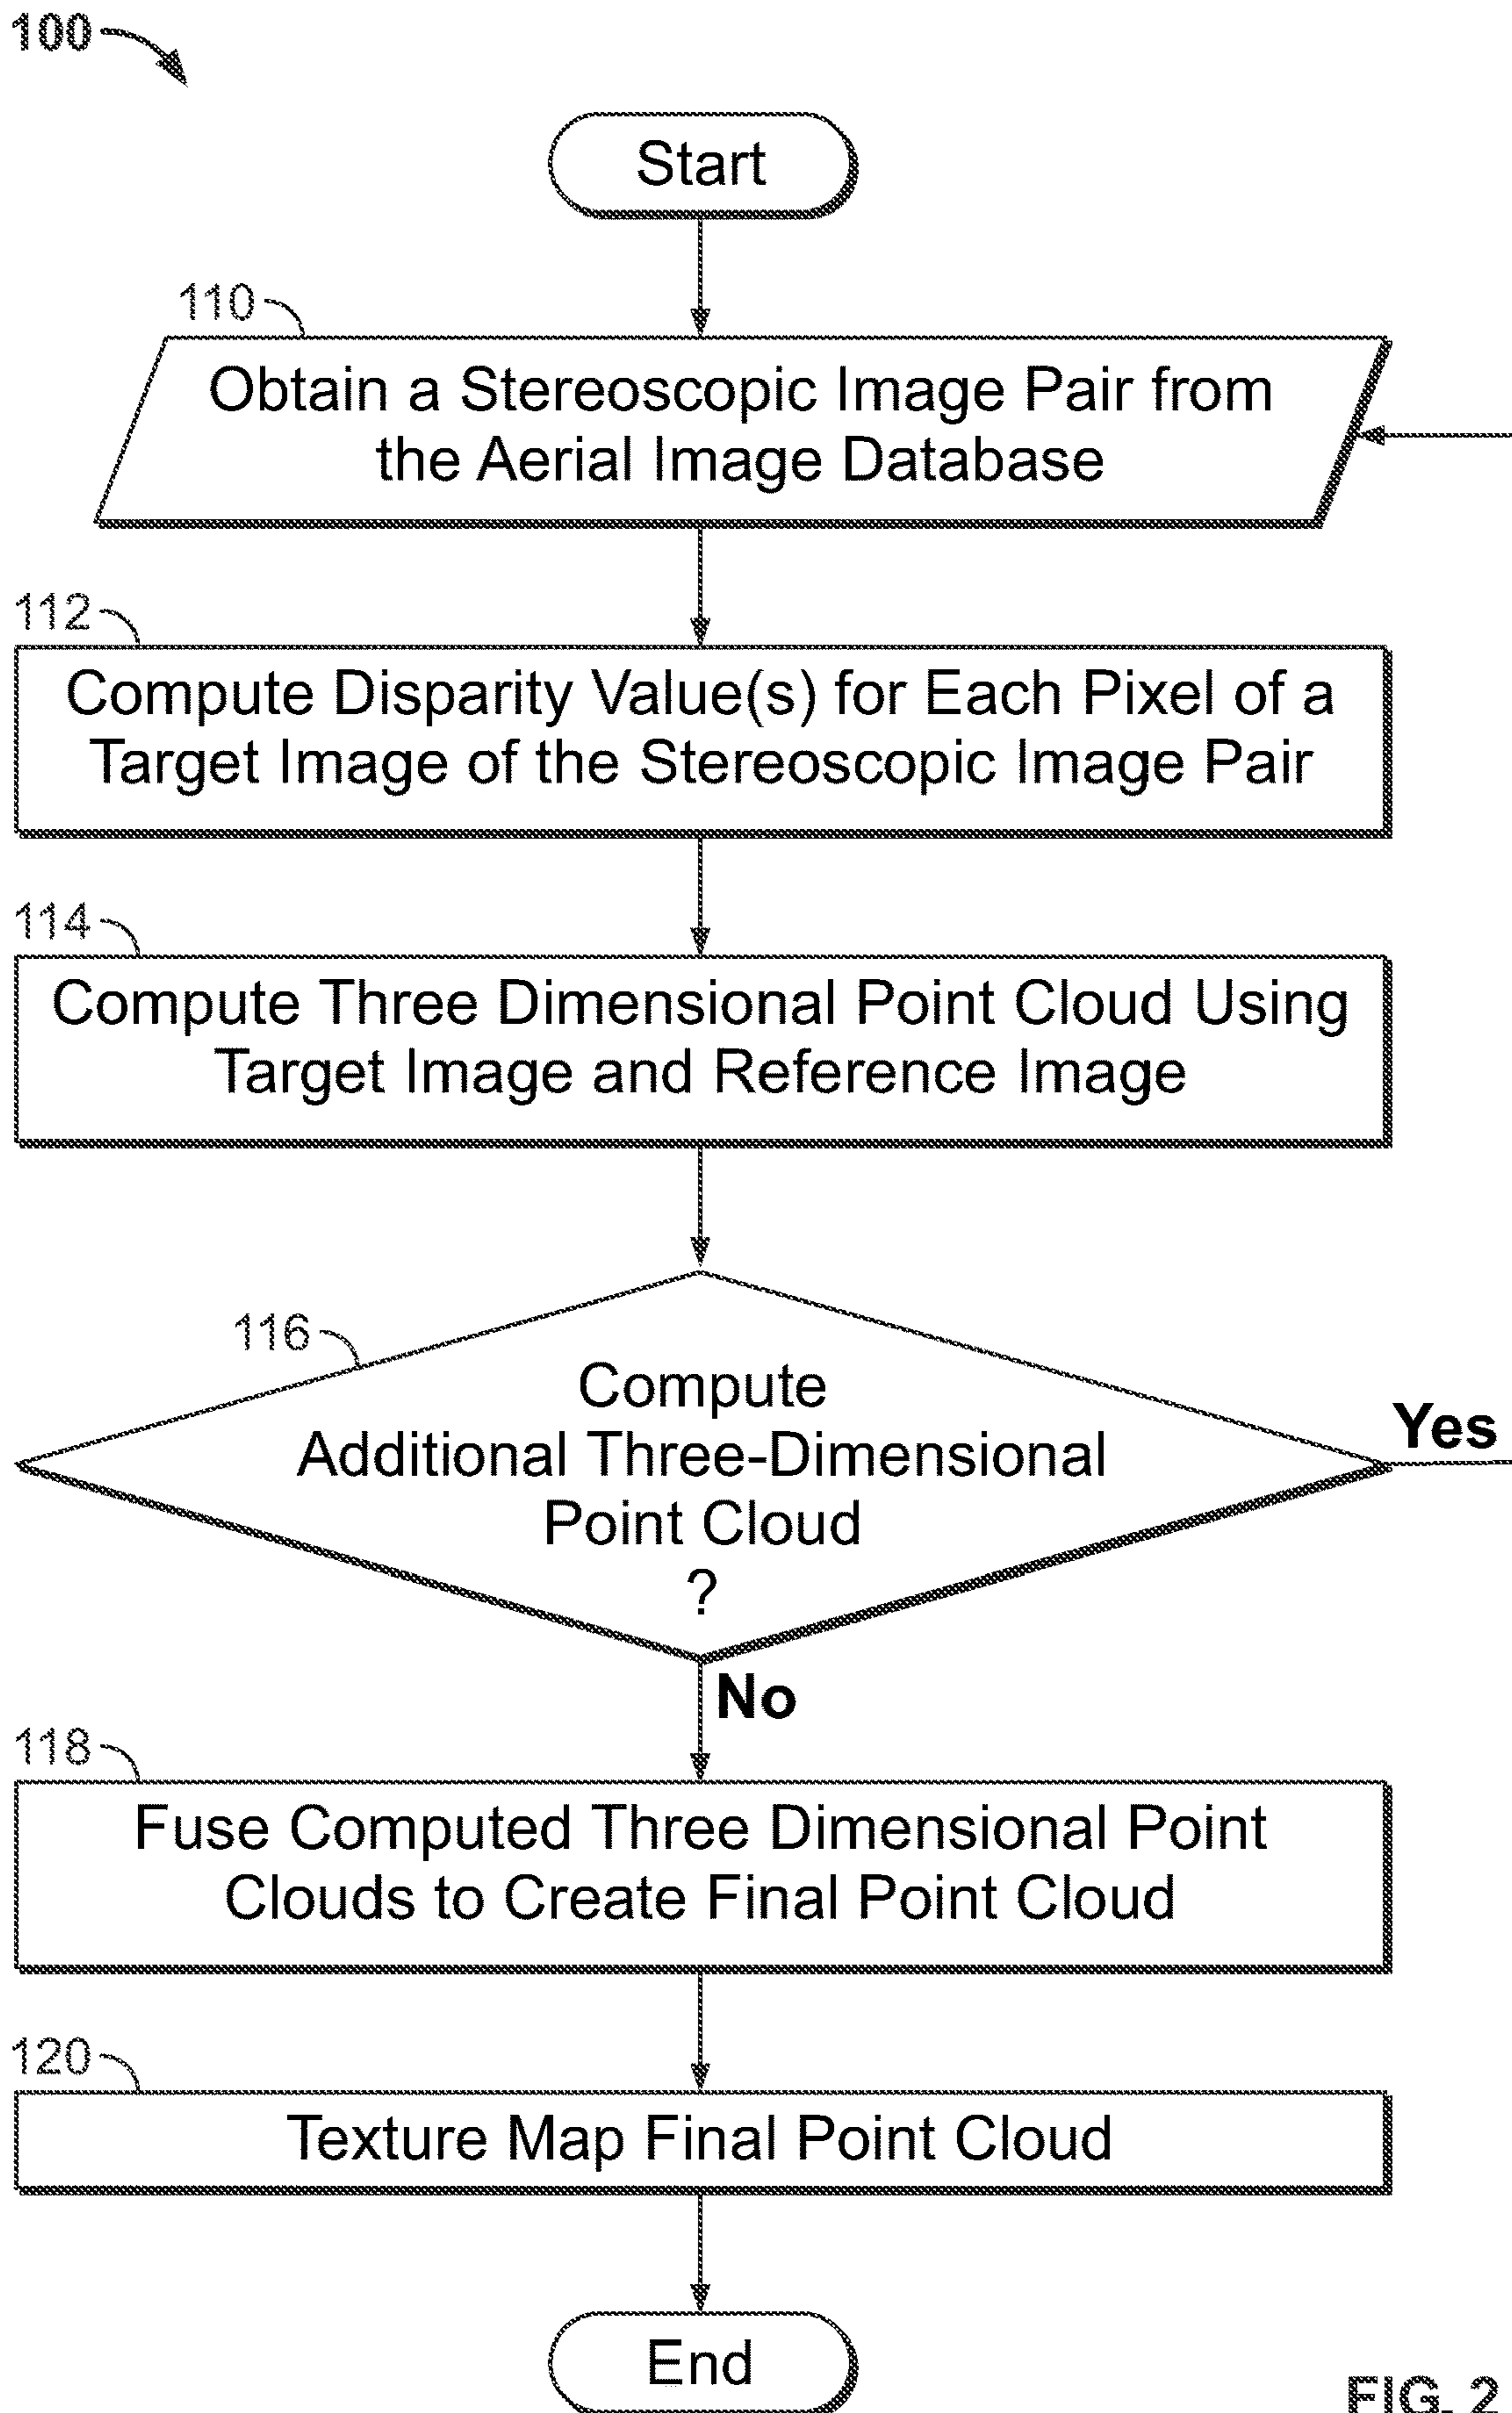 100
Start
110
Obtain a Stereoscopic Image Pair from
the Aerial Image Database
112
Compute Disparity Value(s) for Each Pixel of a
Target Image of the Stereoscopic Image Pair
114
Compute Three Dimensional Point Cloud Using
Target Image and Reference Image
116
Compute
Additional Three-Dimensional
Point Cloud
?
Yes
No
118
Fuse Computed Three Dimensional Point
Clouds to Create Final Point Cloud
120
Texture Map Final Point Cloud
End
FIG. 2